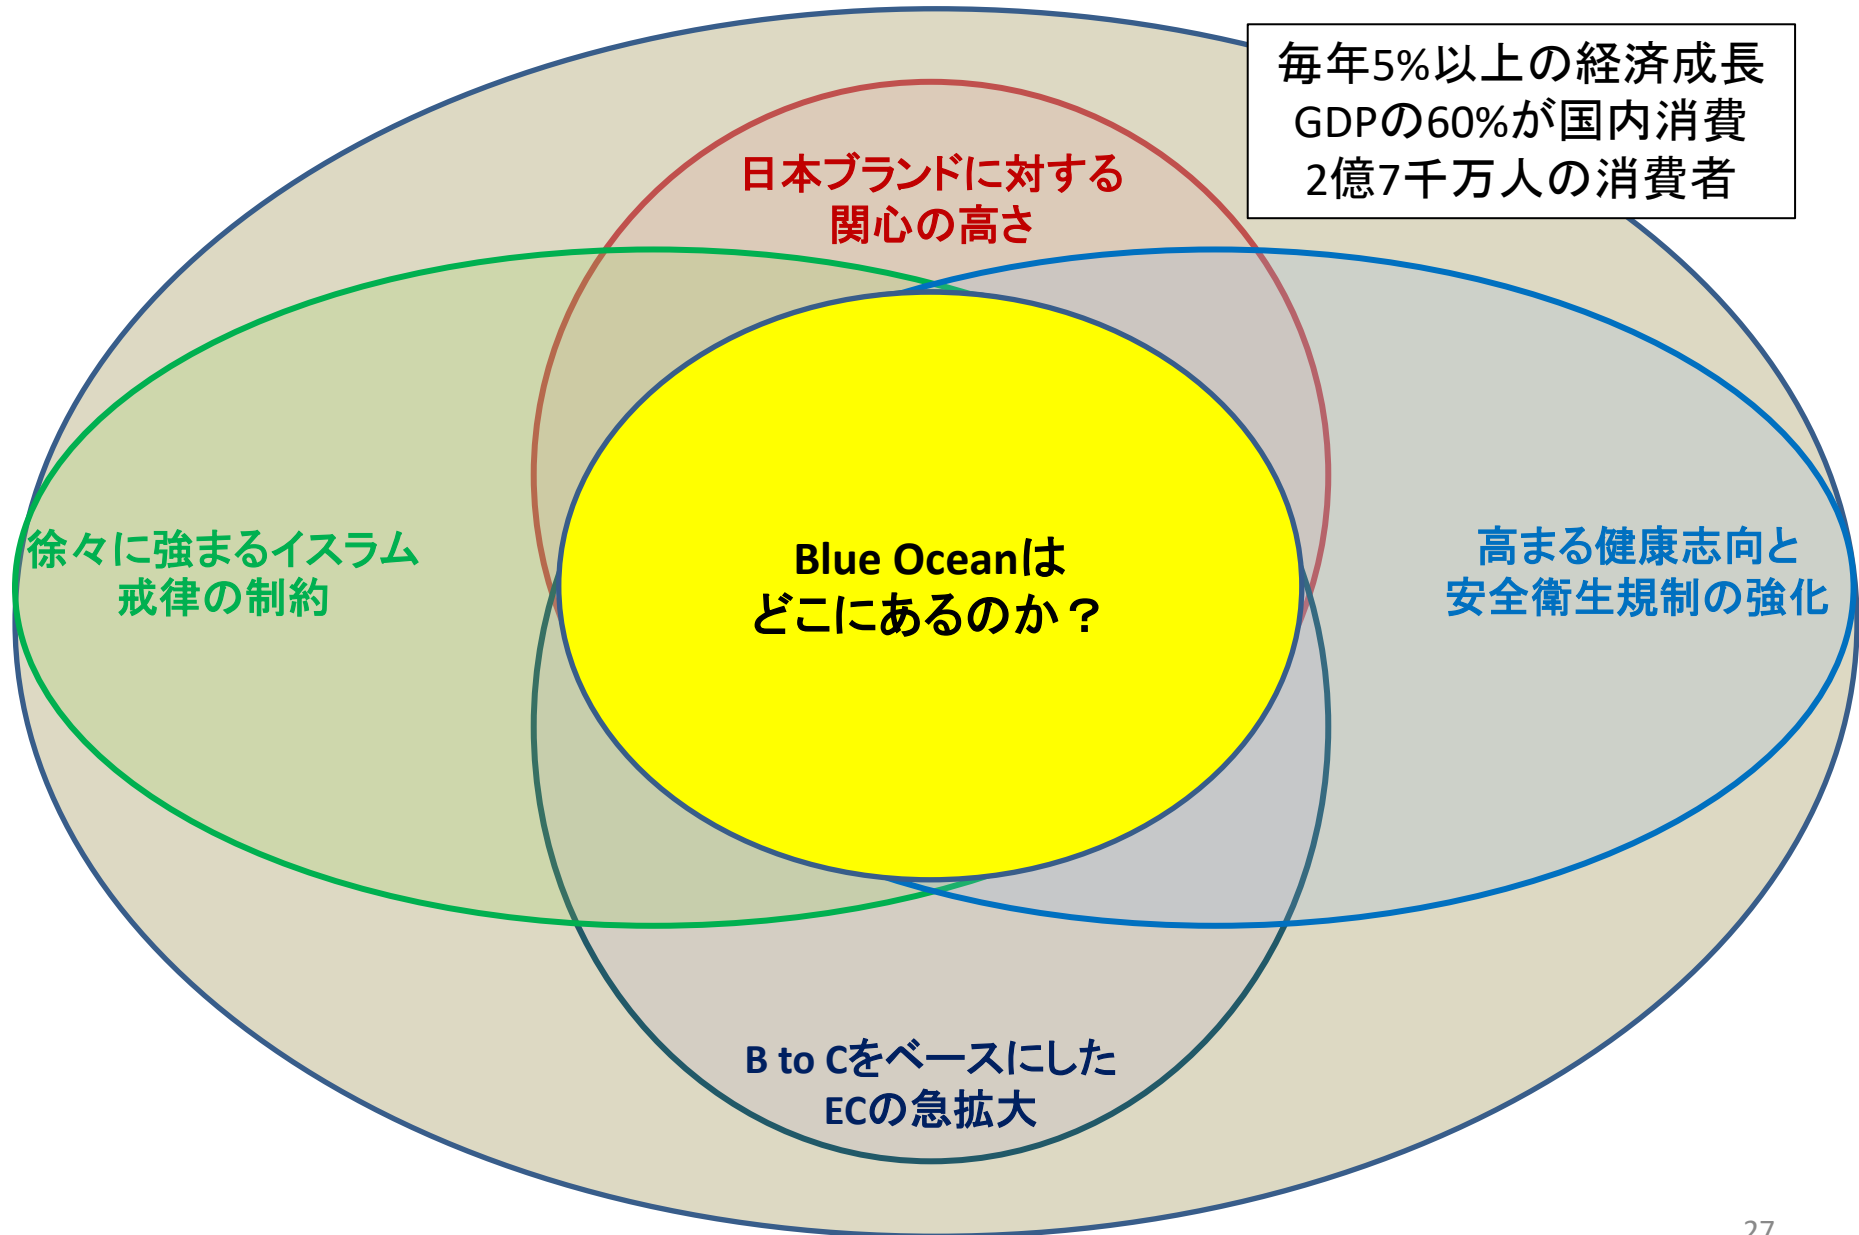 毎年5%以上の経済成長
GDPの60%が国内消費
2億7千万人の消費者
日本ブランドに対する
関心の高さ
徐々に強まるイスラム
戒律の制約
Blue Oceanは
どこにあるのか？
高まる健康志向と
安全衛生規制の強化
B to Cをベースにした
ECの急拡大
27